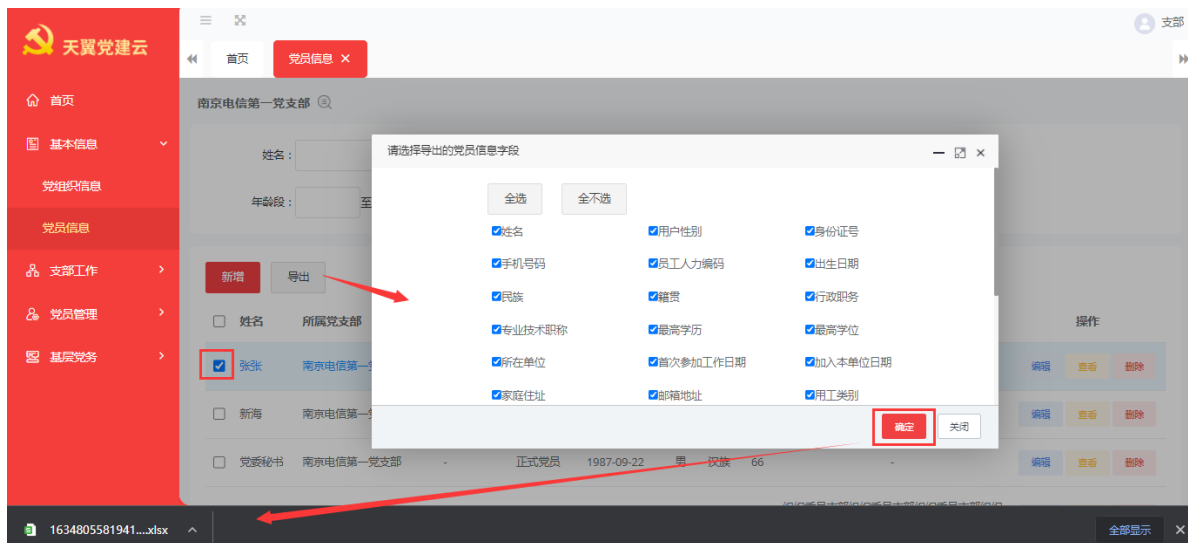 天翼党建云
支部
首页
党员信息 ×
首页
南京电信第一党支部
基本信息
姓名：
请选择导出的党员信息字段
党组织信息
年龄段：
至
全选
全不选
党员信息
姓名
用户性别
身份证号
支部工作
新增
导出
手机号码
员工人力编码
出生日期
党员管理
民族
籍贯
行政职务
姓名
所属党支部
操作
专业技术职称
最高学历
最高学位
基层党务
张张
南京电信第一
所在单位
首次参加工作日期
加入本单位日期
编辑
查看
删除
家庭住址
邮箱地址
用工类别
新海
南京电信第一
编辑
查看
删除
确定
关闭
党委秘书
南京电信第一党支部
-
正式党员
1987-09-22
男
汉族
66
-
编辑
查看
删除
1634805581941....xlsx
全部显示